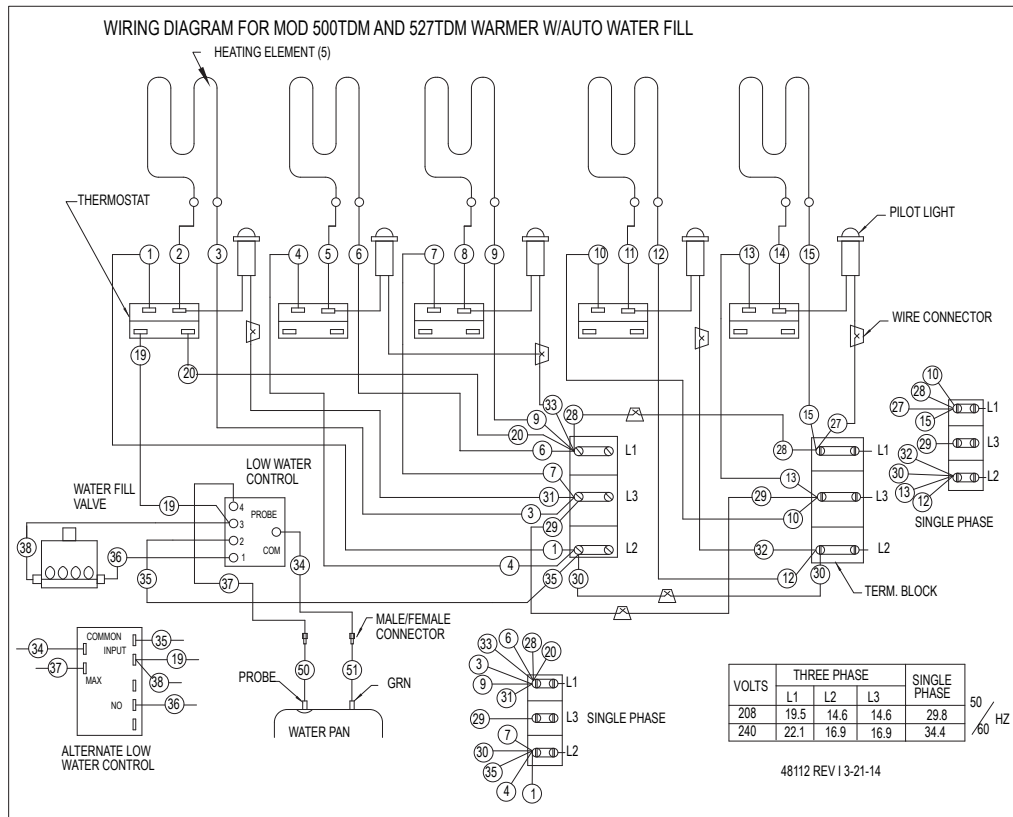 WIRING DIAGRAM FOR MOD 500TDM AND 527TDM WARMER W/AUTO WATER FILL
HEATING ELEMENT (5)
THERMOSTAT
PILOT LIGHT
1 2 3 4 5 6 7 8 9 10 11 12 13 14 15
WIRE CONNECTOR
19
20
33 28
9
20
6
L1
7
31
3
29
L3
1
4
35
30
L2
28
15 27
L1
13
29
10
L3
32
12
30
L2
TERM. BLOCK
10
28
27
15
L1
29
L3
32
30
13
12
L2
SINGLE PHASE
LOW WATER
CONTROL
WATER FILL
VALVE
4
3
2
1
PROBE
COM
19
38
36
35
37
34
MALE/FEMALE
CONNECTOR
50
51
PROBE
GRN
WATER PAN
COMMON
INPUT
MAX
NO
34
37
35
19
38
36
ALTERNATE LOW
WATER CONTROL
6 28
33 20
3
9
31
L1
29
L3
SINGLE PHASE
7
30
35
4
1
L2
VOLTS THREE PHASE SINGLE PHASE
L1 L2 L3
208 19.5 14.6 14.6 29.8
240 22.1 16.9 16.9 34.4
50/60 HZ
48112 REV I 3-21-14